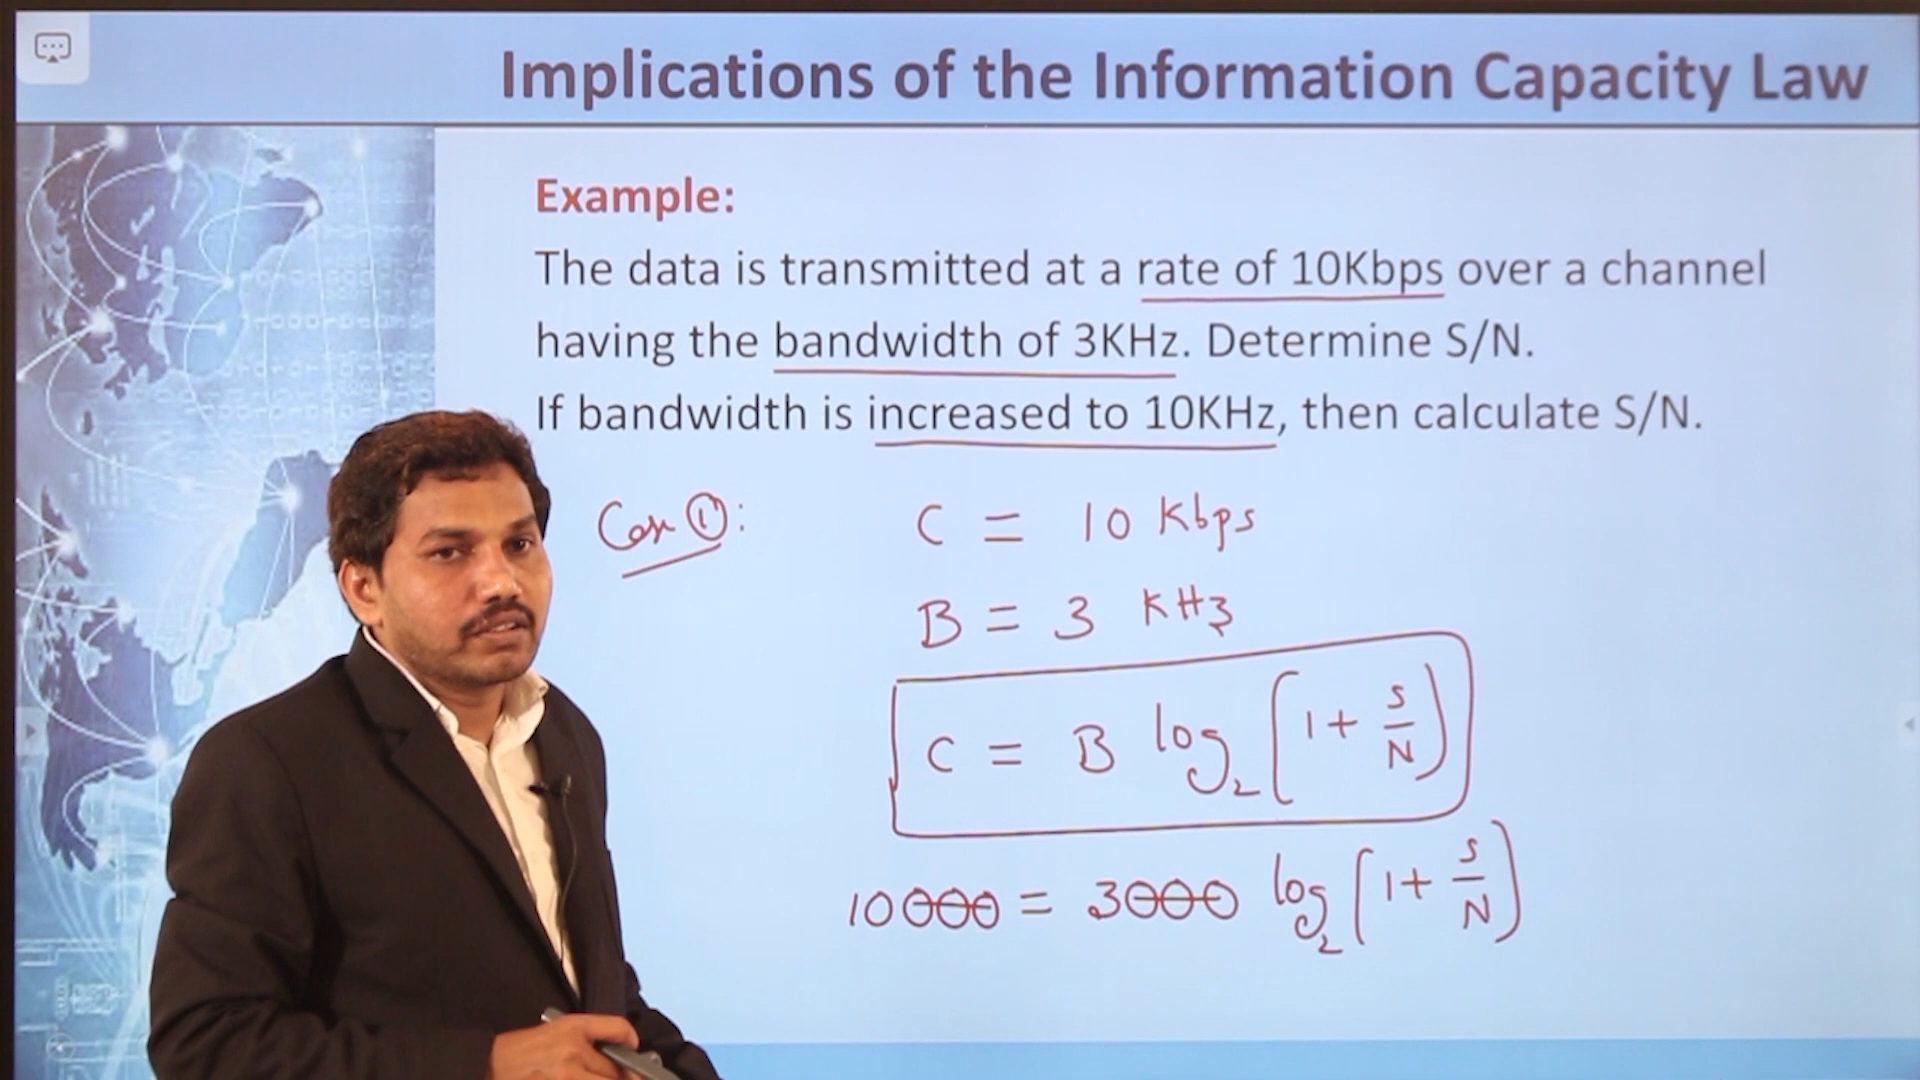 Implications of the Information Capacity Law
Example:
The data is transmitted at a rate of 10Kbps over a channel
having the bandwidth of 3KHz. Determine S/N.
If bandwidth is increased to 10KHz, then calculate S/N.
Case ①: C = 10 Kbps
B = 3 KHz
C = B log₂ [1 + S/N]
10000 = 3000 log₂ [1 + S/N]